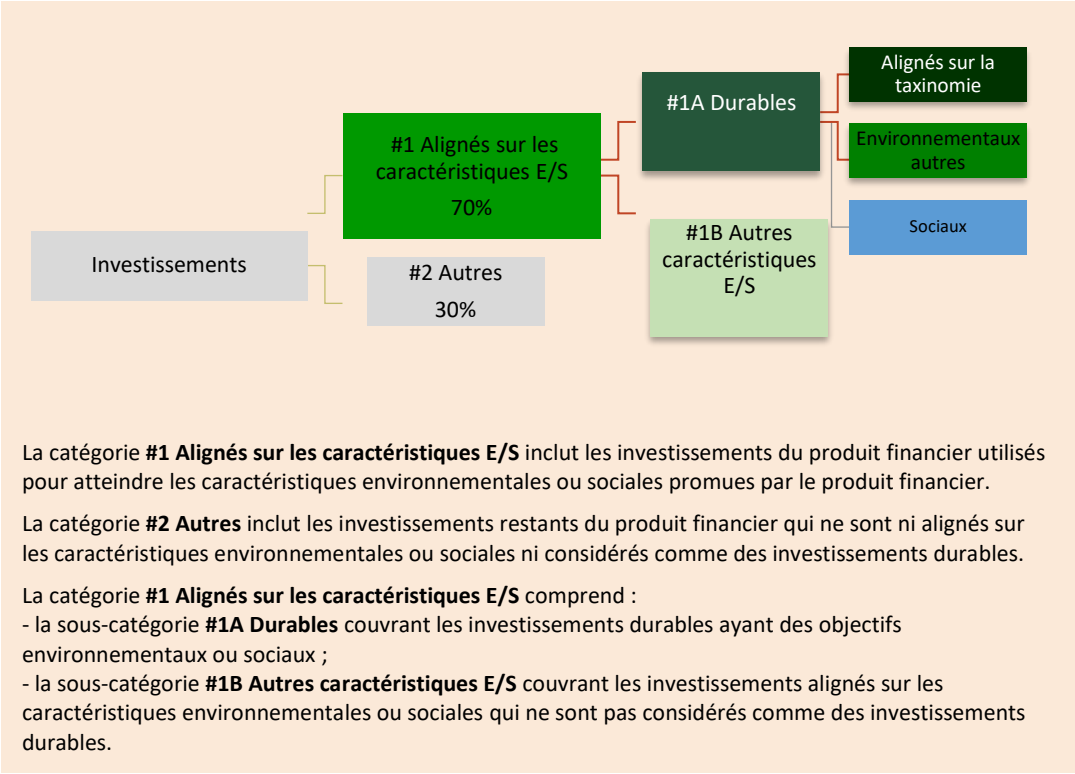 Investissements
#1 Alignés sur les
caractéristiques E/S
70%
#2 Autres
30%
#1A Durables
#1B Autres
caractéristiques
E/S
Alignés sur la
taxinomie
Environnementaux
autres
Sociaux
La catégorie #1 Alignés sur les caractéristiques E/S inclut les investissements du produit financier utilisés
pour atteindre les caractéristiques environnementales ou sociales promues par le produit financier.
La catégorie #2 Autres inclut les investissements restants du produit financier qui ne sont ni alignés sur
les caractéristiques environnementales ou sociales ni considérés comme des investissements durables.
La catégorie #1 Alignés sur les caractéristiques E/S comprend :
- la sous-catégorie #1A Durables couvrant les investissements durables ayant des objectifs
environnementaux ou sociaux ;
- la sous-catégorie #1B Autres caractéristiques E/S couvrant les investissements alignés sur les
caractéristiques environnementales ou sociales qui ne sont pas considérés comme des investissements
durables.